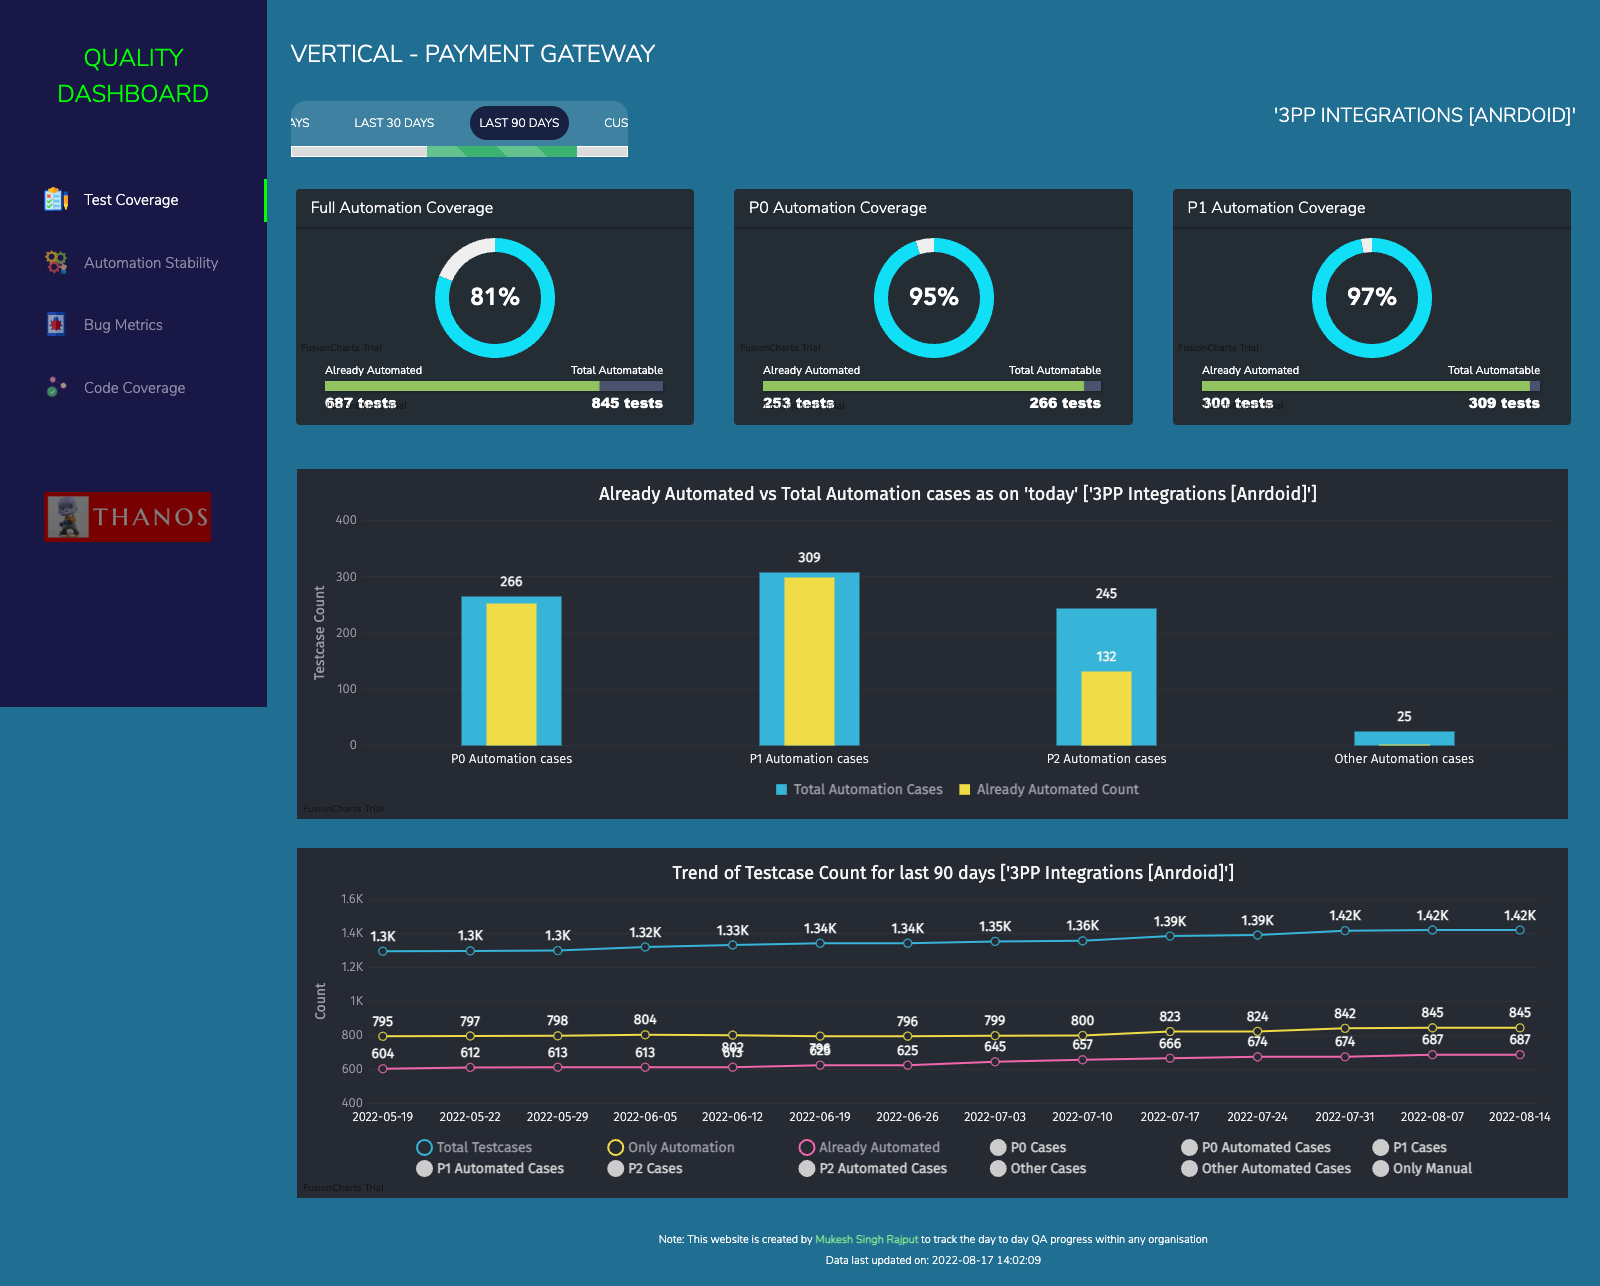 QUALITY
DASHBOARD
Test Coverage
Automation Stability
Bug Metrics
Code Coverage
THANOS
VERTICAL - PAYMENT GATEWAY
AYS LAST 30 DAYS LAST 90 DAYS CUS
'3PP INTEGRATIONS [ANRDOID]'
Full Automation Coverage
81%
FusionCharts Trial
Already Automated Total Automatable
687 tests 845 tests
P0 Automation Coverage
95%
FusionCharts Trial
Already Automated Total Automatable
253 tests 266 tests
P1 Automation Coverage
97%
FusionCharts Trial
Already Automated Total Automatable
300 tests 309 tests
Already Automated vs Total Automation cases as on 'today' ['3PP Integrations [Anrdoid]']
Testcase Count
400
300
200
100
0
266
309
245
132
25
P0 Automation cases P1 Automation cases P2 Automation cases Other Automation cases
Total Automation Cases Already Automated Count
FusionCharts Trial
Trend of Testcase Count for last 90 days ['3PP Integrations [Anrdoid]']
Count
1.6K
1.4K
1.2K
1K
800
600
400
1.3K 1.3K 1.3K 1.32K 1.33K 1.34K 1.34K 1.35K 1.36K 1.39K 1.39K 1.42K 1.42K 1.42K
795 797 798 804 802 796 796 799 800 823 824 842 845 845
604 612 613 613 613 625 625 645 657 666 674 674 687 687
2022-05-19 2022-05-22 2022-05-29 2022-06-05 2022-06-12 2022-06-19 2022-06-26 2022-07-03 2022-07-10 2022-07-17 2022-07-24 2022-07-31 2022-08-07 2022-08-14
Total Testcases Only Automation Already Automated P0 Cases P0 Automated Cases P1 Cases
P1 Automated Cases P2 Cases P2 Automated Cases Other Cases Other Automated Cases Only Manual
FusionCharts Trial
Note: This website is created by Mukesh Singh Rajput to track the day to day QA progress within any organisation
Data last updated on: 2022-08-17 14:02:09